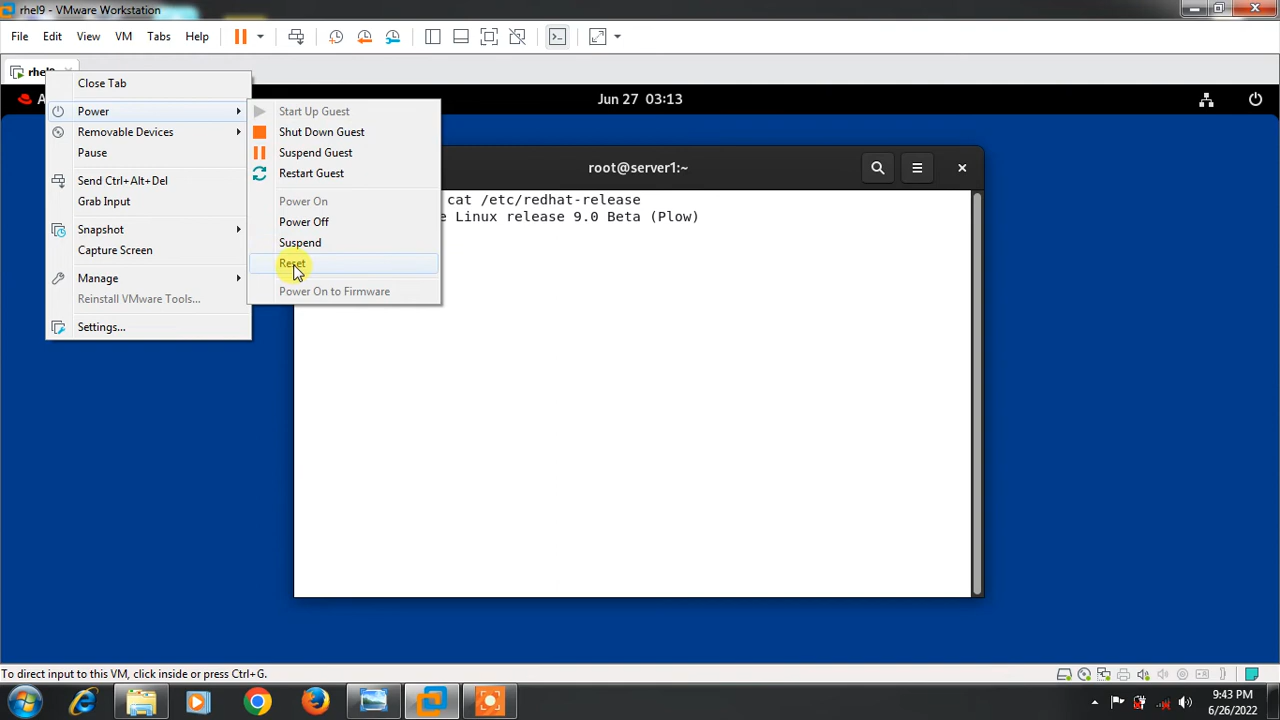 rhel9 - VMware Workstation
File Edit View VM Tabs Help
Close Tab
Power
Removable Devices
Pause
Send Ctrl+Alt+Del
Grab Input
Snapshot
Capture Screen
Manage
Reinstall VMware Tools...
Settings...
Start Up Guest
Shut Down Guest
Suspend Guest
Restart Guest
Power On
Power Off
Suspend
Reset
Power On to Firmware
Jun 27 03:13
root@server1:~
cat /etc/redhat-release
Linux release 9.0 Beta (Plow)
To direct input to this VM, click inside or press Ctrl+G.
9:43 PM
6/26/2022